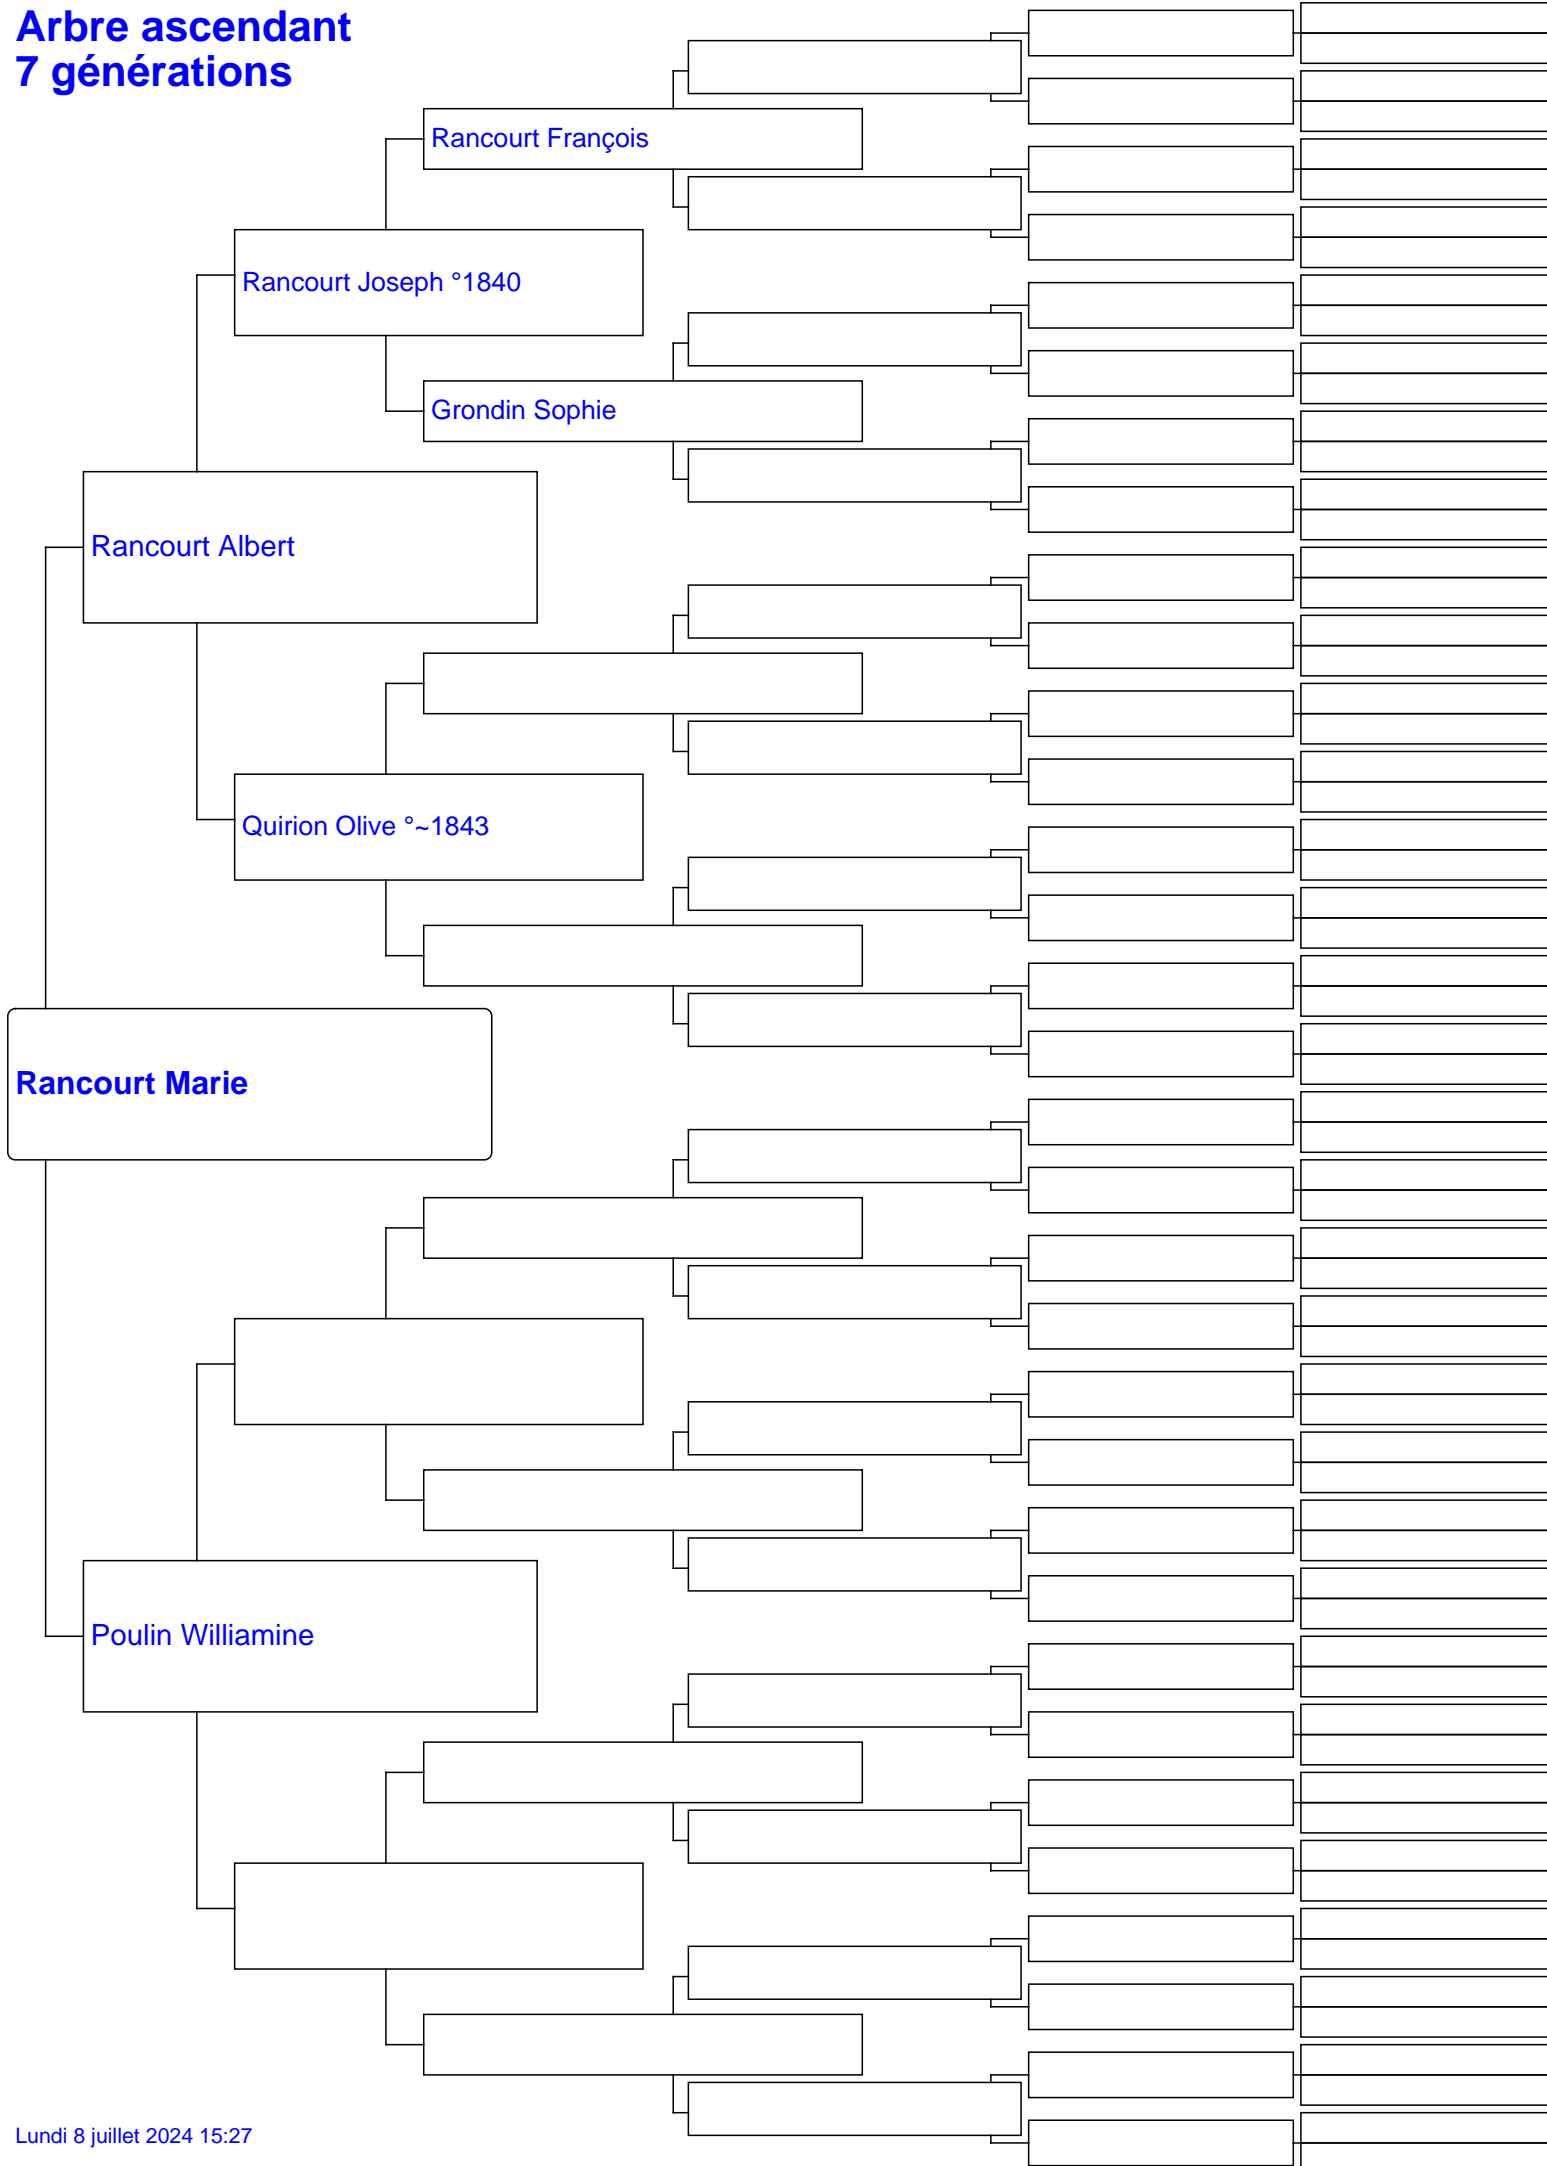 Arbre ascendant
7 générations
Rancourt François
Rancourt Joseph °1840
Grondin Sophie
Rancourt Albert
Quirion Olive °~1843
Rancourt Marie
Poulin Williamine
Lundi 8 juillet 2024 15:27